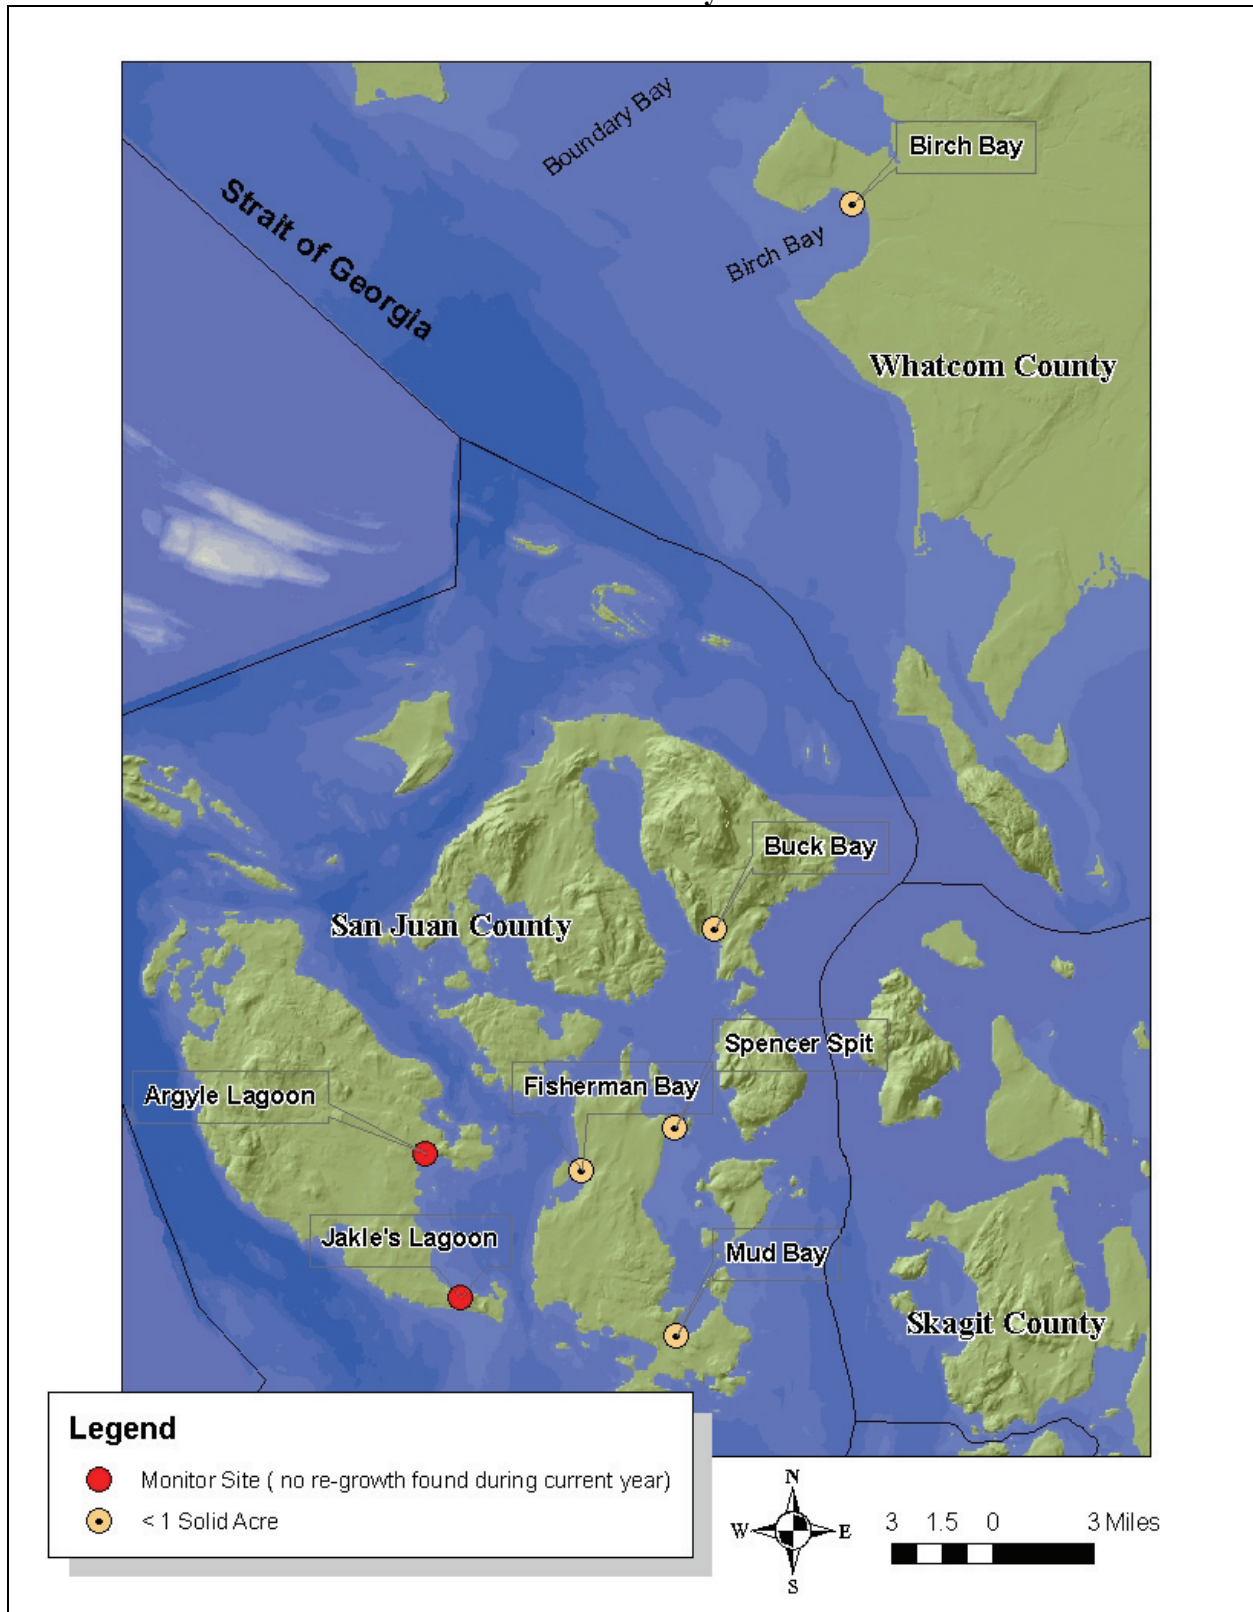 Boundary Bay
Birch Bay
Strait of Georgia
Birch Bay
Whatcom County
Buck Bay
San Juan County
Spencer Spit
Fisherman Bay
Argyle Lagoon
Jakle's Lagoon
Mud Bay
Skagit County
Legend
Monitor Site ( no re-growth found during current year)
< 1 Solid Acre
N
W E
S
3 1.5 0 3 Miles